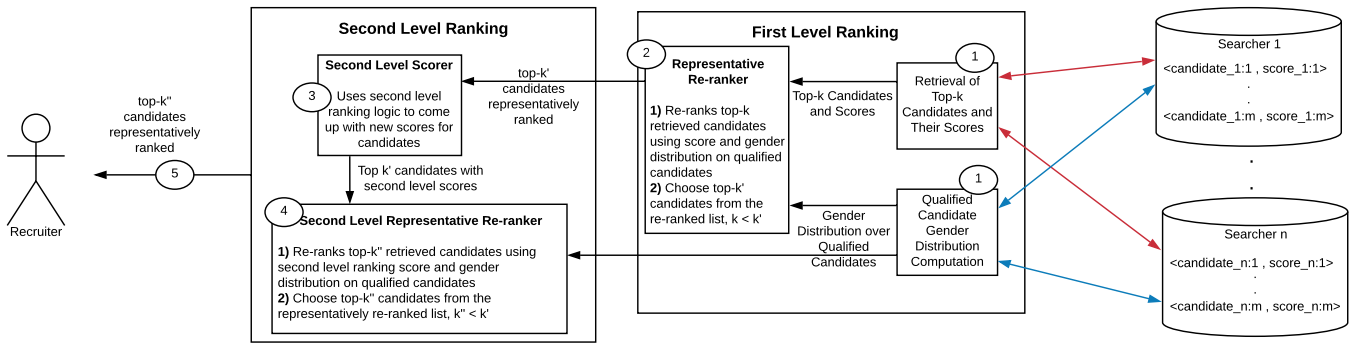 Second Level Ranking
First Level Ranking
Recruiter
5
top-k"
candidates
representatively
ranked
3
Second Level Scorer
Uses second level
ranking logic to come
up with new scores for
candidates
Top k' candidates with
second level scores
4
Second Level Representative Re-ranker
1) Re-ranks top-k" retrieved candidates using
second level ranking score and gender
distribution on qualified candidates
2) Choose top-k" candidates from the
representatively re-ranked list, k" < k'
top-k'
candidates
representatively
ranked
2
Representative
Re-ranker
1) Re-ranks top-k
retrieved candidates
using score and gender
distribution on qualified
candidates
2) Choose top-k'
candidates from the
re-ranked list, k < k'
Top-k Candidates
and Scores
Gender
Distribution over
Qualified
Candidates
1
Retrieval of
Top-k
Candidates and
Their Scores
1
Qualified
Candidate
Gender
Distribution
Computation
Searcher 1
<candidate_1:1 , score_1:1>
.
.
<candidate_1:m , score_1:m>
.
.
Searcher n
<candidate_n:1 , score_n:1>
.
.
<candidate_n:m , score_n:m>